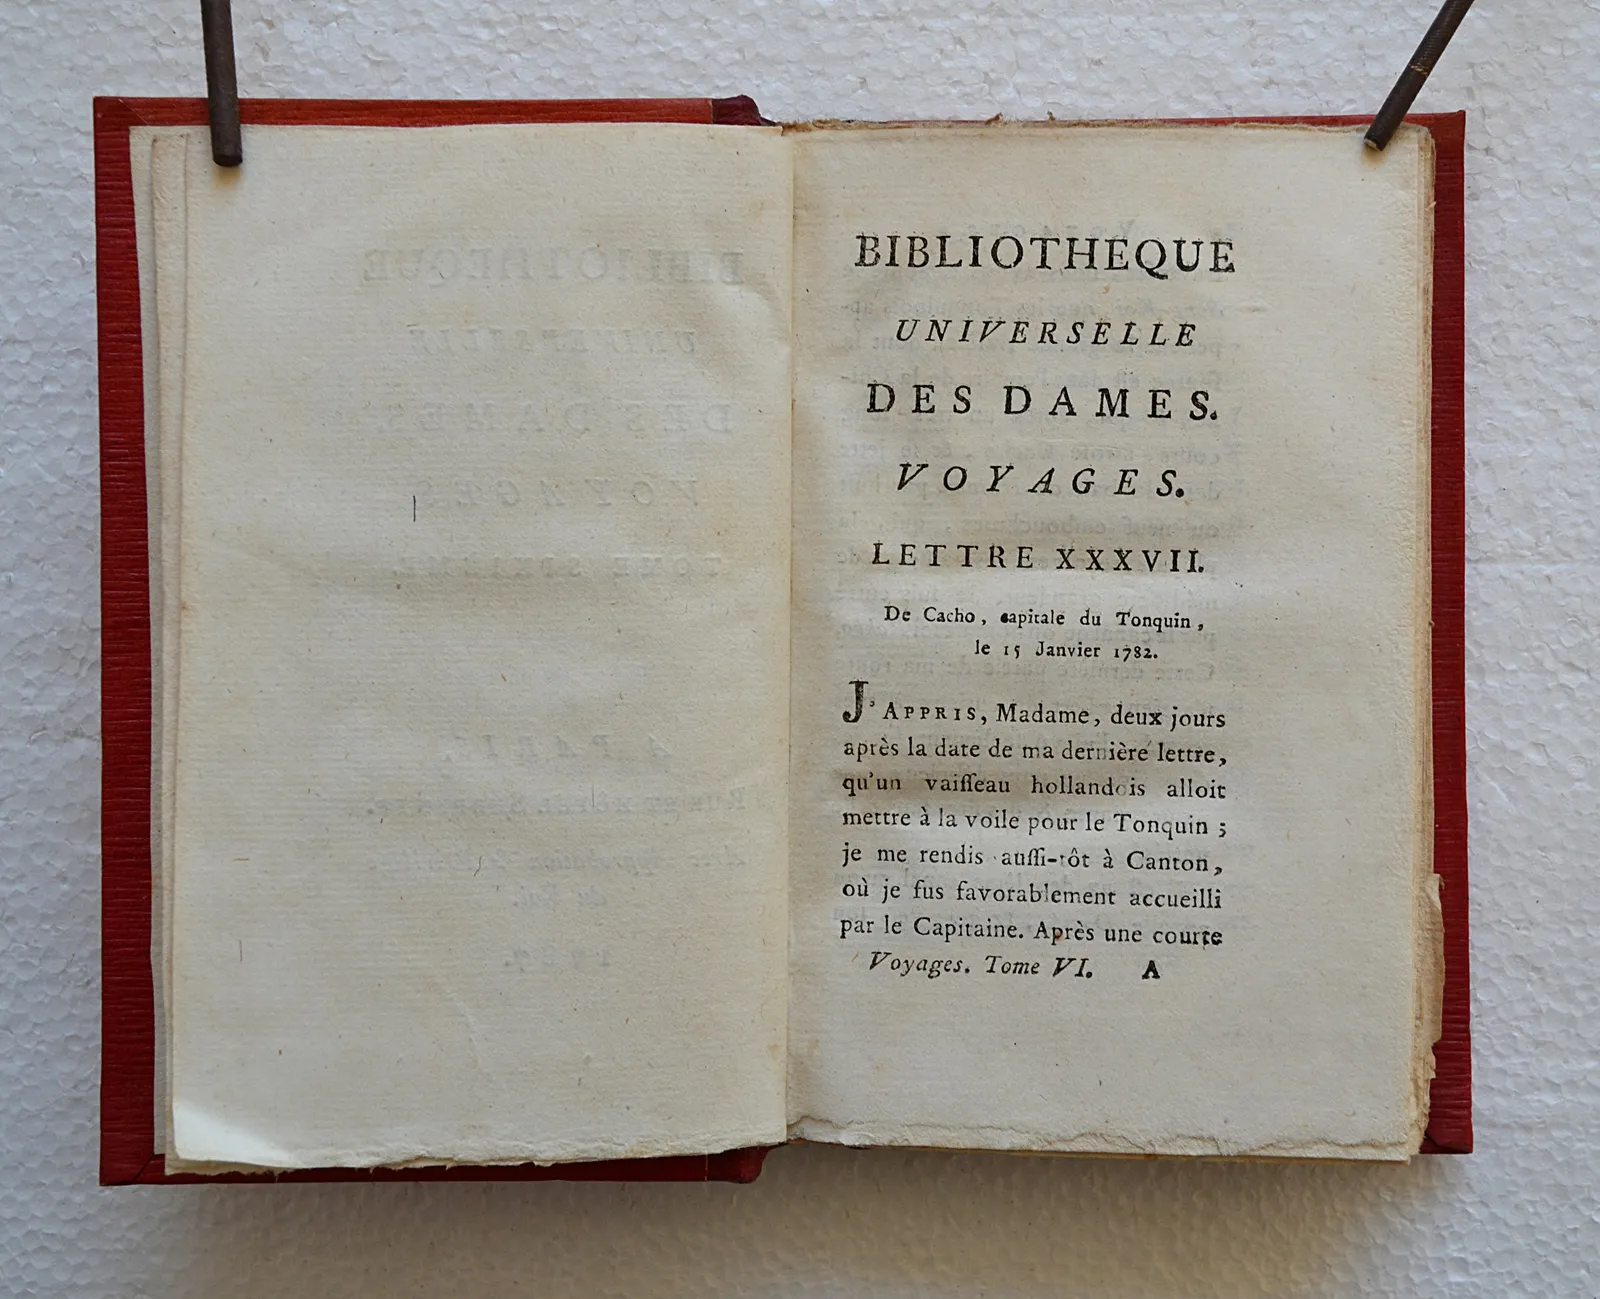 BIBLIOTHEQUE
UNIVERSELLE
DES DAMES.
VOYAGES.
LETTRE XXXVII.
De Cacho, capitale du Tonquin,
le 15 Janvier 1782.
J'APPRIS, Madame, deux jours
après la date de ma dernière lettre,
qu'un vaiſſeau hollandois alloit
mettre à la voile pour le Tonquin ;
je me rendis auſſi-tôt à Canton,
où je fus favorablement accueilli
par le Capitaine. Après une courte
Voyages. Tome VI. A